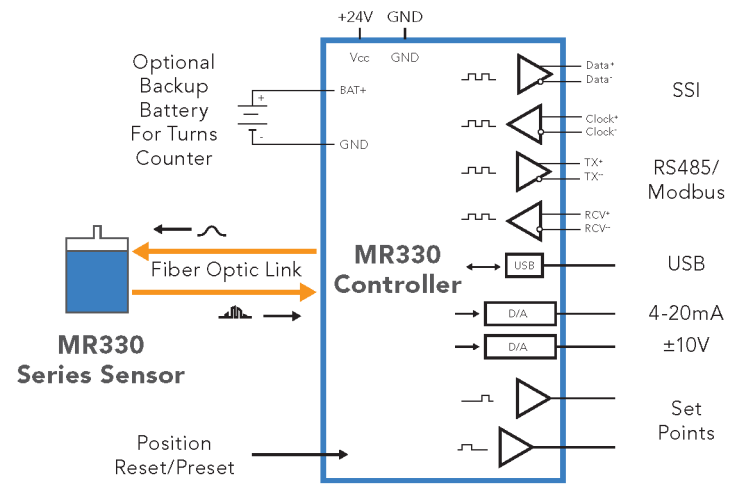 +24V GND
Vcc GND
Optional
Backup
Battery
For Turns
Counter
+
-
BAT+
GND
Data+
Data-
SSI
Clock+
Clock-
TX+
TX-
RS485/
Modbus
RCV+
RCV-
MR330
Controller
Fiber Optic Link
MR330
Series Sensor
USB
USB
D/A
4-20mA
D/A
±10V
Set
Points
Position
Reset/Preset